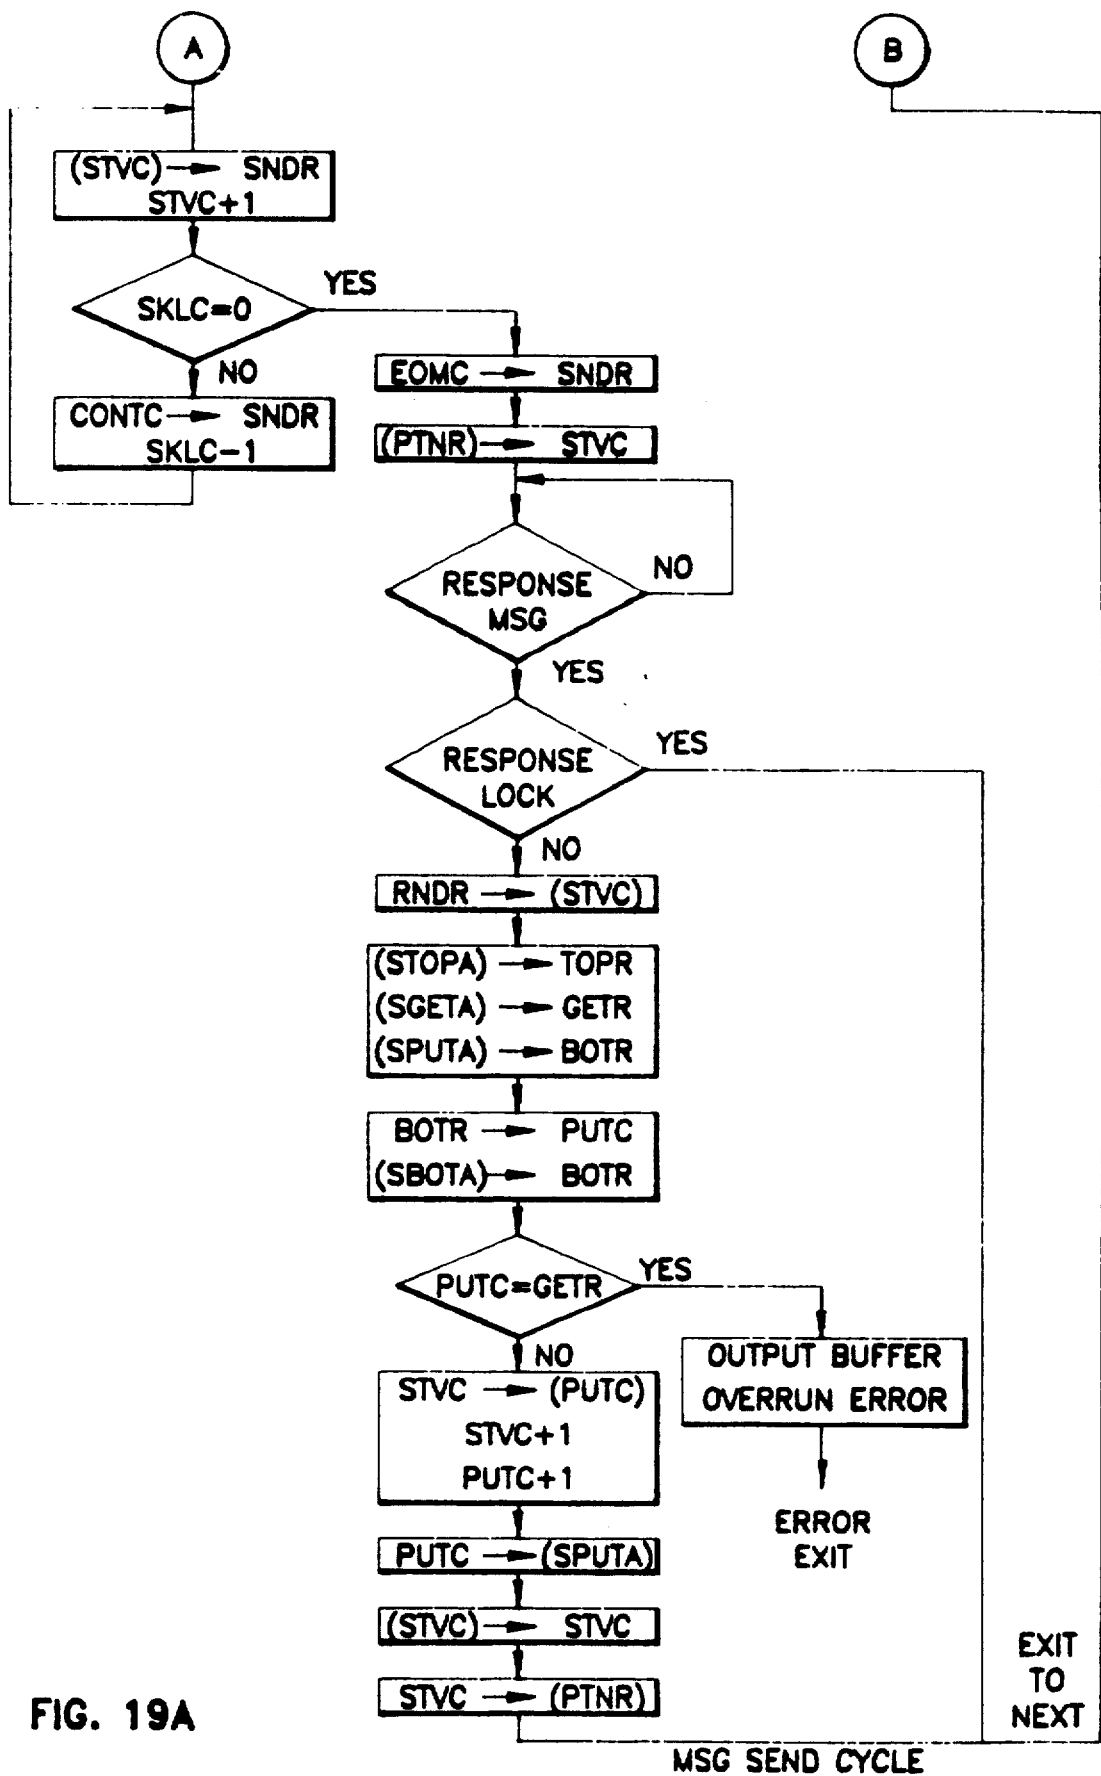 A
B
(STVC) → SNDR
STVC+1
YES
SKLC=0
NO
CONTC → SNDR
SKLC-1
EOMC → SNDR
(PTNR) → STVC
NO
RESPONSE
MSG
YES
YES
RESPONSE
LOCK
NO
RNDR → (STVC)
(STOPA) → TOPR
(SGETA) → GETR
(SPUTA) → BOTR
BOTR → PUTC
(SBOTA) → BOTR
YES
PUTC=GETR
NO
OUTPUT BUFFER
OVERRUN ERROR
STVC → (PUTC)
STVC+1
PUTC+1
ERROR
EXIT
PUTC → (SPUTA)
(STVC) → STVC
STVC → (PTNR)
EXIT
TO
NEXT
FIG. 19A
MSG SEND CYCLE